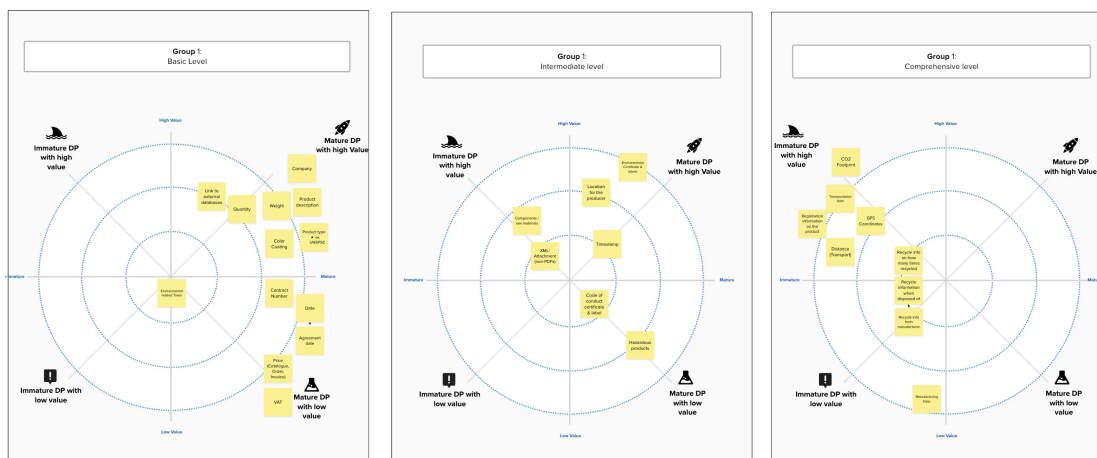 Group 1:
Basic Level
High Value
Immature DP
with high
value
Mature DP
with high Value
Company
Link to
external
databases
Quantity
Weight
Product
description
Color
Coating
Product type
ex
UNSPSC
Immature
Mature
Environmental
related Taxes
Contract
Number
Date
Agreement
date
Price
(Catalogue,
Order,
Invoice)
VAT
Immature DP with
low value
Mature DP
with low
value
Low Value
Group 1:
Intermediate level
High Value
Immature DP
with high
value
Mature DP
with high Value
Environmental
Certificate &
labels
Location
for the
producer
Components /
raw materials
XML-
Attachment
(non-PDFs)
Timestamp
Immature
Mature
Code of
conduct
certificate
& label
Hazardous
products
Immature DP with
low value
Mature DP
with low
value
Low Value
Group 1:
Comprehensive level
High Value
Immature DP
with high
value
Mature DP
with high Value
CO2
Footprint
Transportation
type
Registration
information
on the
product
GPS
Coordinates
Distance
(Transport)
Recycle info
on how
many times
recycled
Immature
Mature
Recycle
information
when
disposed of
Recycle info
from
manufacturer
Immature DP with
low value
Mature DP
with low
value
Manufacturing
Date
Low Value